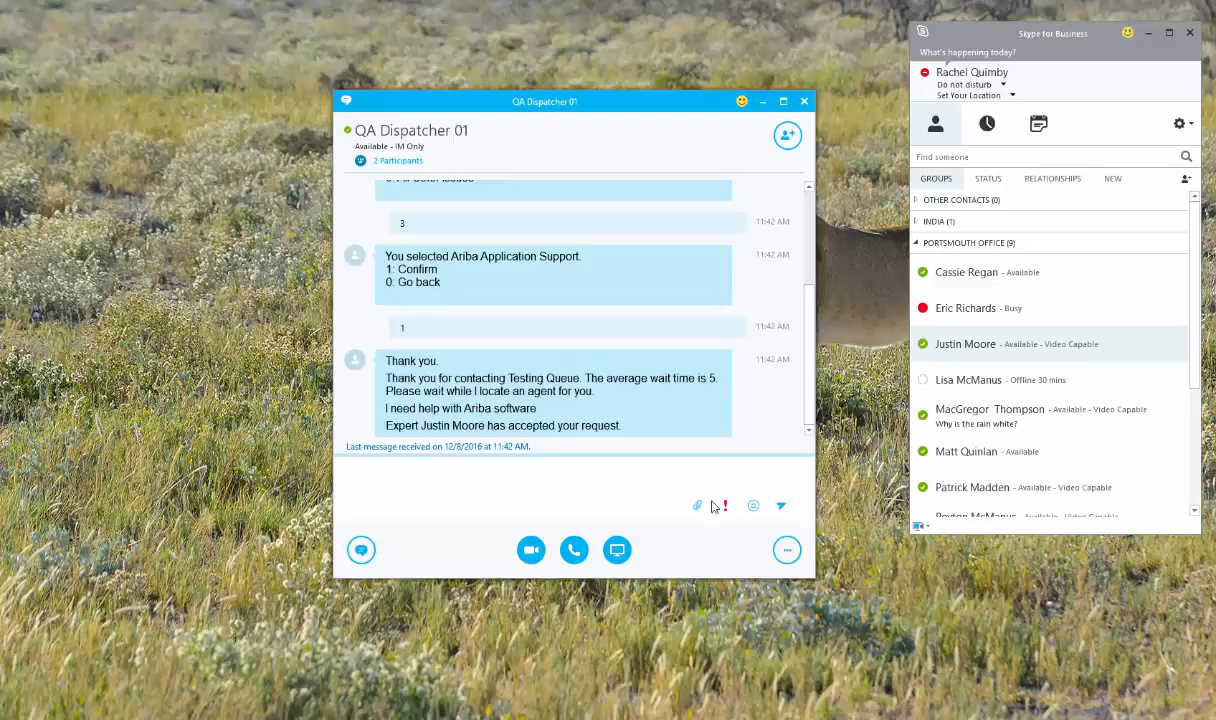 QA Dispatcher 01
QA Dispatcher 01
Available - IM Only
2 Participants
3
11:42 AM
You selected Ariba Application Support.
11:42 AM
1: Confirm
0: Go back
1
11:42 AM
Thank you.
11:42 AM
Thank you for contacting Testing Queue. The average wait time is 5.
Please wait while I locate an agent for you.
I need help with Ariba software
Expert Justin Moore has accepted your request.
Last message received on 12/8/2016 at 11:42 AM.
Skype for Business
What's happening today?
Rachel Quimby
Do not disturb
Set Your Location
Find someone
GROUPS STATUS RELATIONSHIPS NEW
OTHER CONTACTS (0)
INDIA (1)
PORTSMOUTH OFFICE (9)
Cassie Regan - Available
Eric Richards - Busy
Justin Moore - Available - Video Capable
Lisa McManus - Offline 30 mins
MacGregor Thompson - Available - Video Capable
Why is the rain white?
Matt Quinlan - Available
Patrick Madden - Available - Video Capable
Peyton McManus - Available - Video Capable